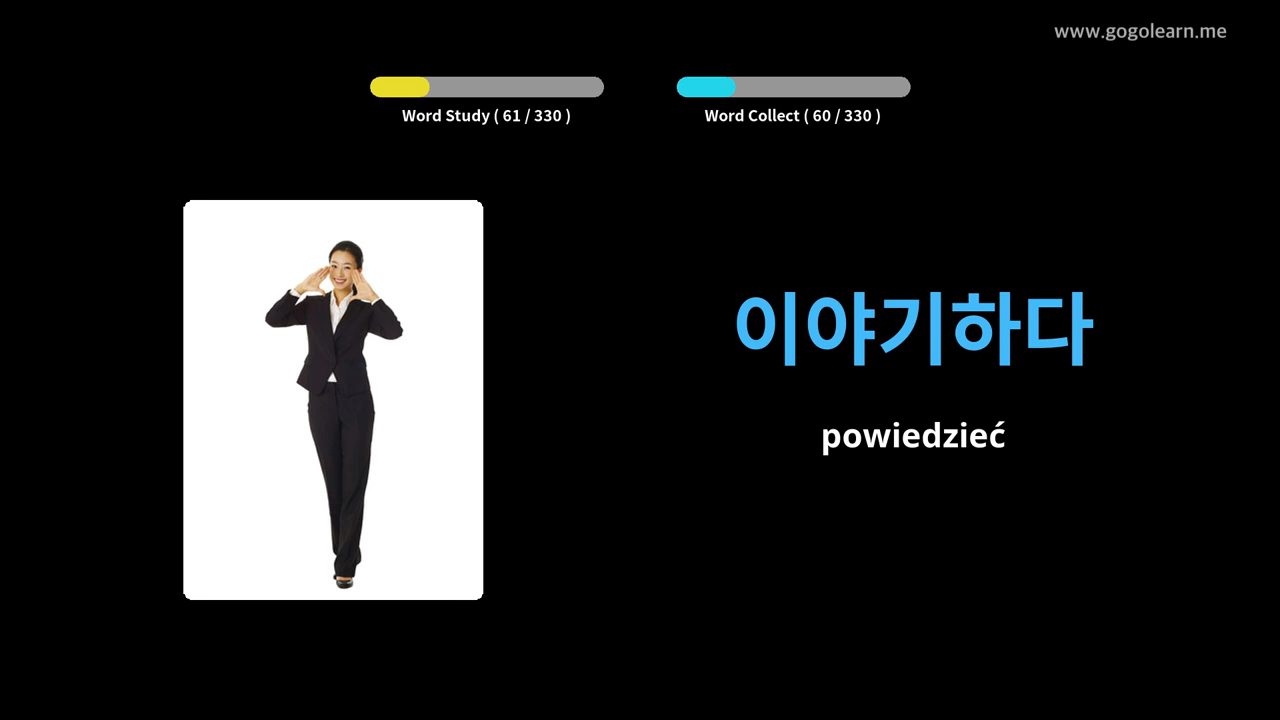 www.gogolearn.me
Word Study ( 61 / 330 )
Word Collect ( 60 / 330 )
이야기하다
powiedzieć